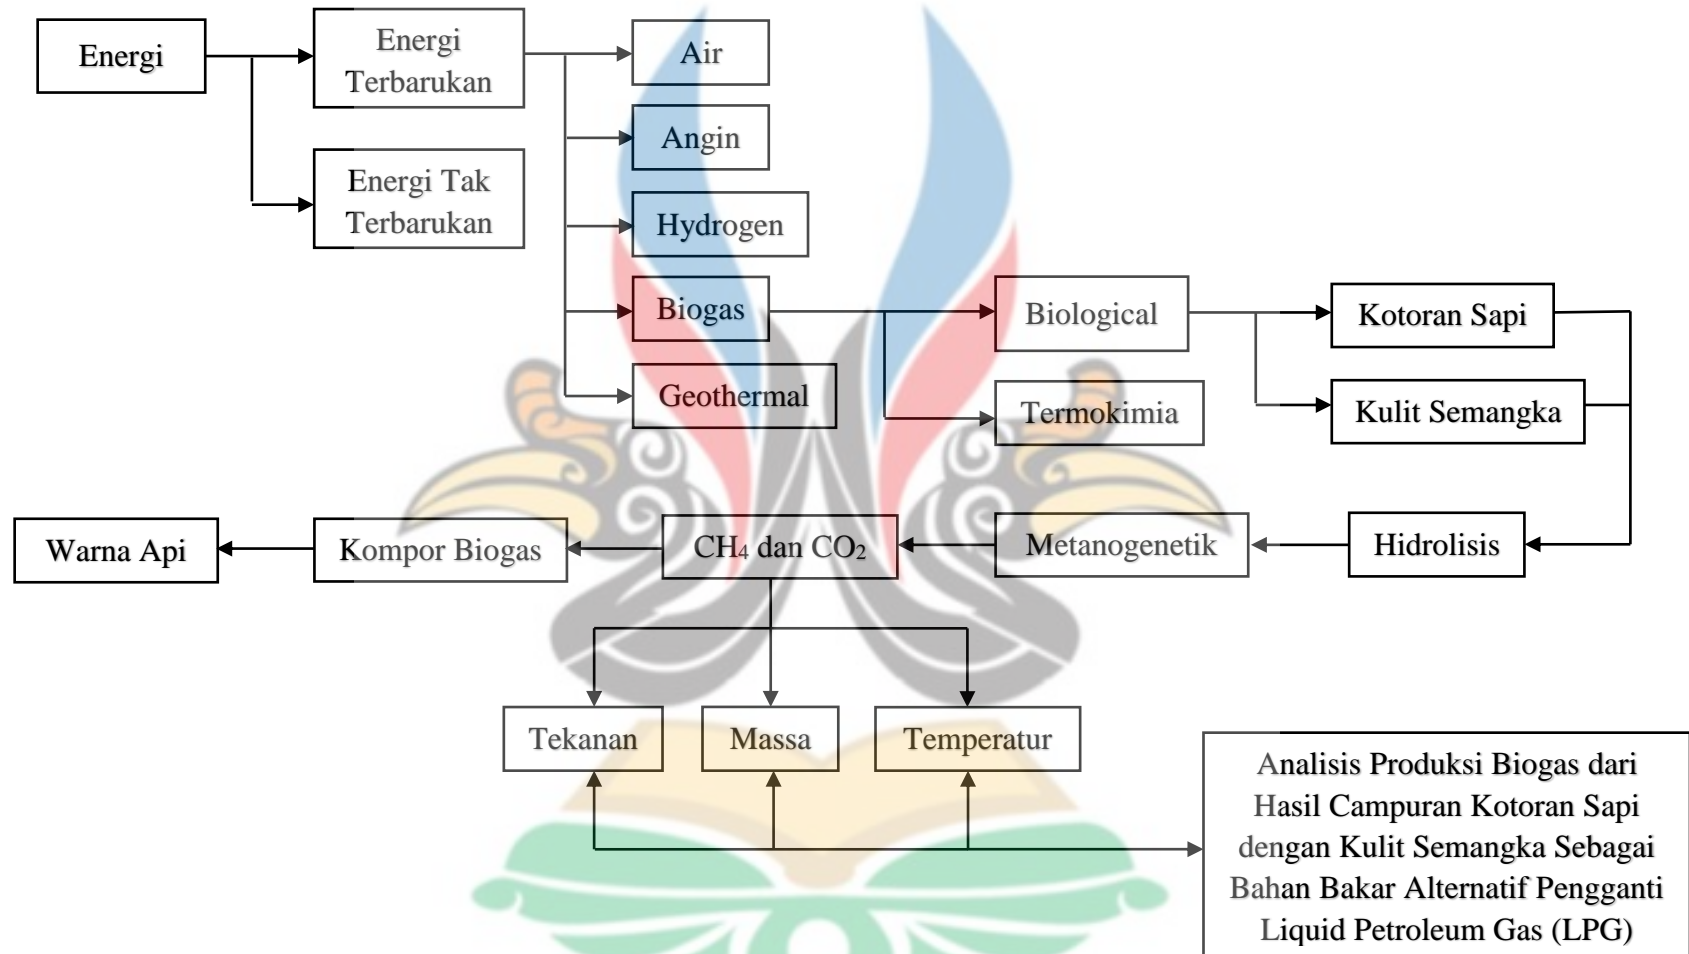 Energi
Energi
Terbarukan
Energi Tak
Terbarukan
Air
Angin
Hydrogen
Biogas
Geothermal
Biological
Termokimia
Kotoran Sapi
Kulit Semangka
Hidrolisis
Metanogenetik
CH₄ dan CO₂
Kompor Biogas
Warna Api
Tekanan
Massa
Temperatur
Analisis Produksi Biogas dari
Hasil Campuran Kotoran Sapi
dengan Kulit Semangka Sebagai
Bahan Bakar Alternatif Pengganti
Liquid Petroleum Gas (LPG)